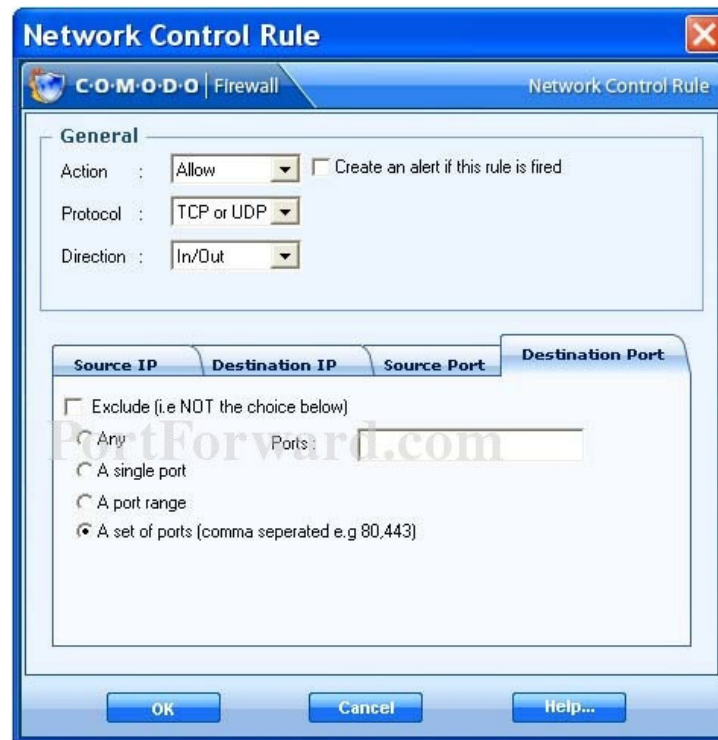 Network Control Rule
C·O·M·O·D·O | Firewall Network Control Rule
General
Action : Allow Create an alert if this rule is fired
Protocol : TCP or UDP
Direction : In/Out
Source IP Destination IP Source Port Destination Port
Exclude (i.e NOT the choice below)
Any Ports :
PortForward.com
A single port
A port range
A set of ports (comma seperated e.g 80,443)
OK Cancel Help...